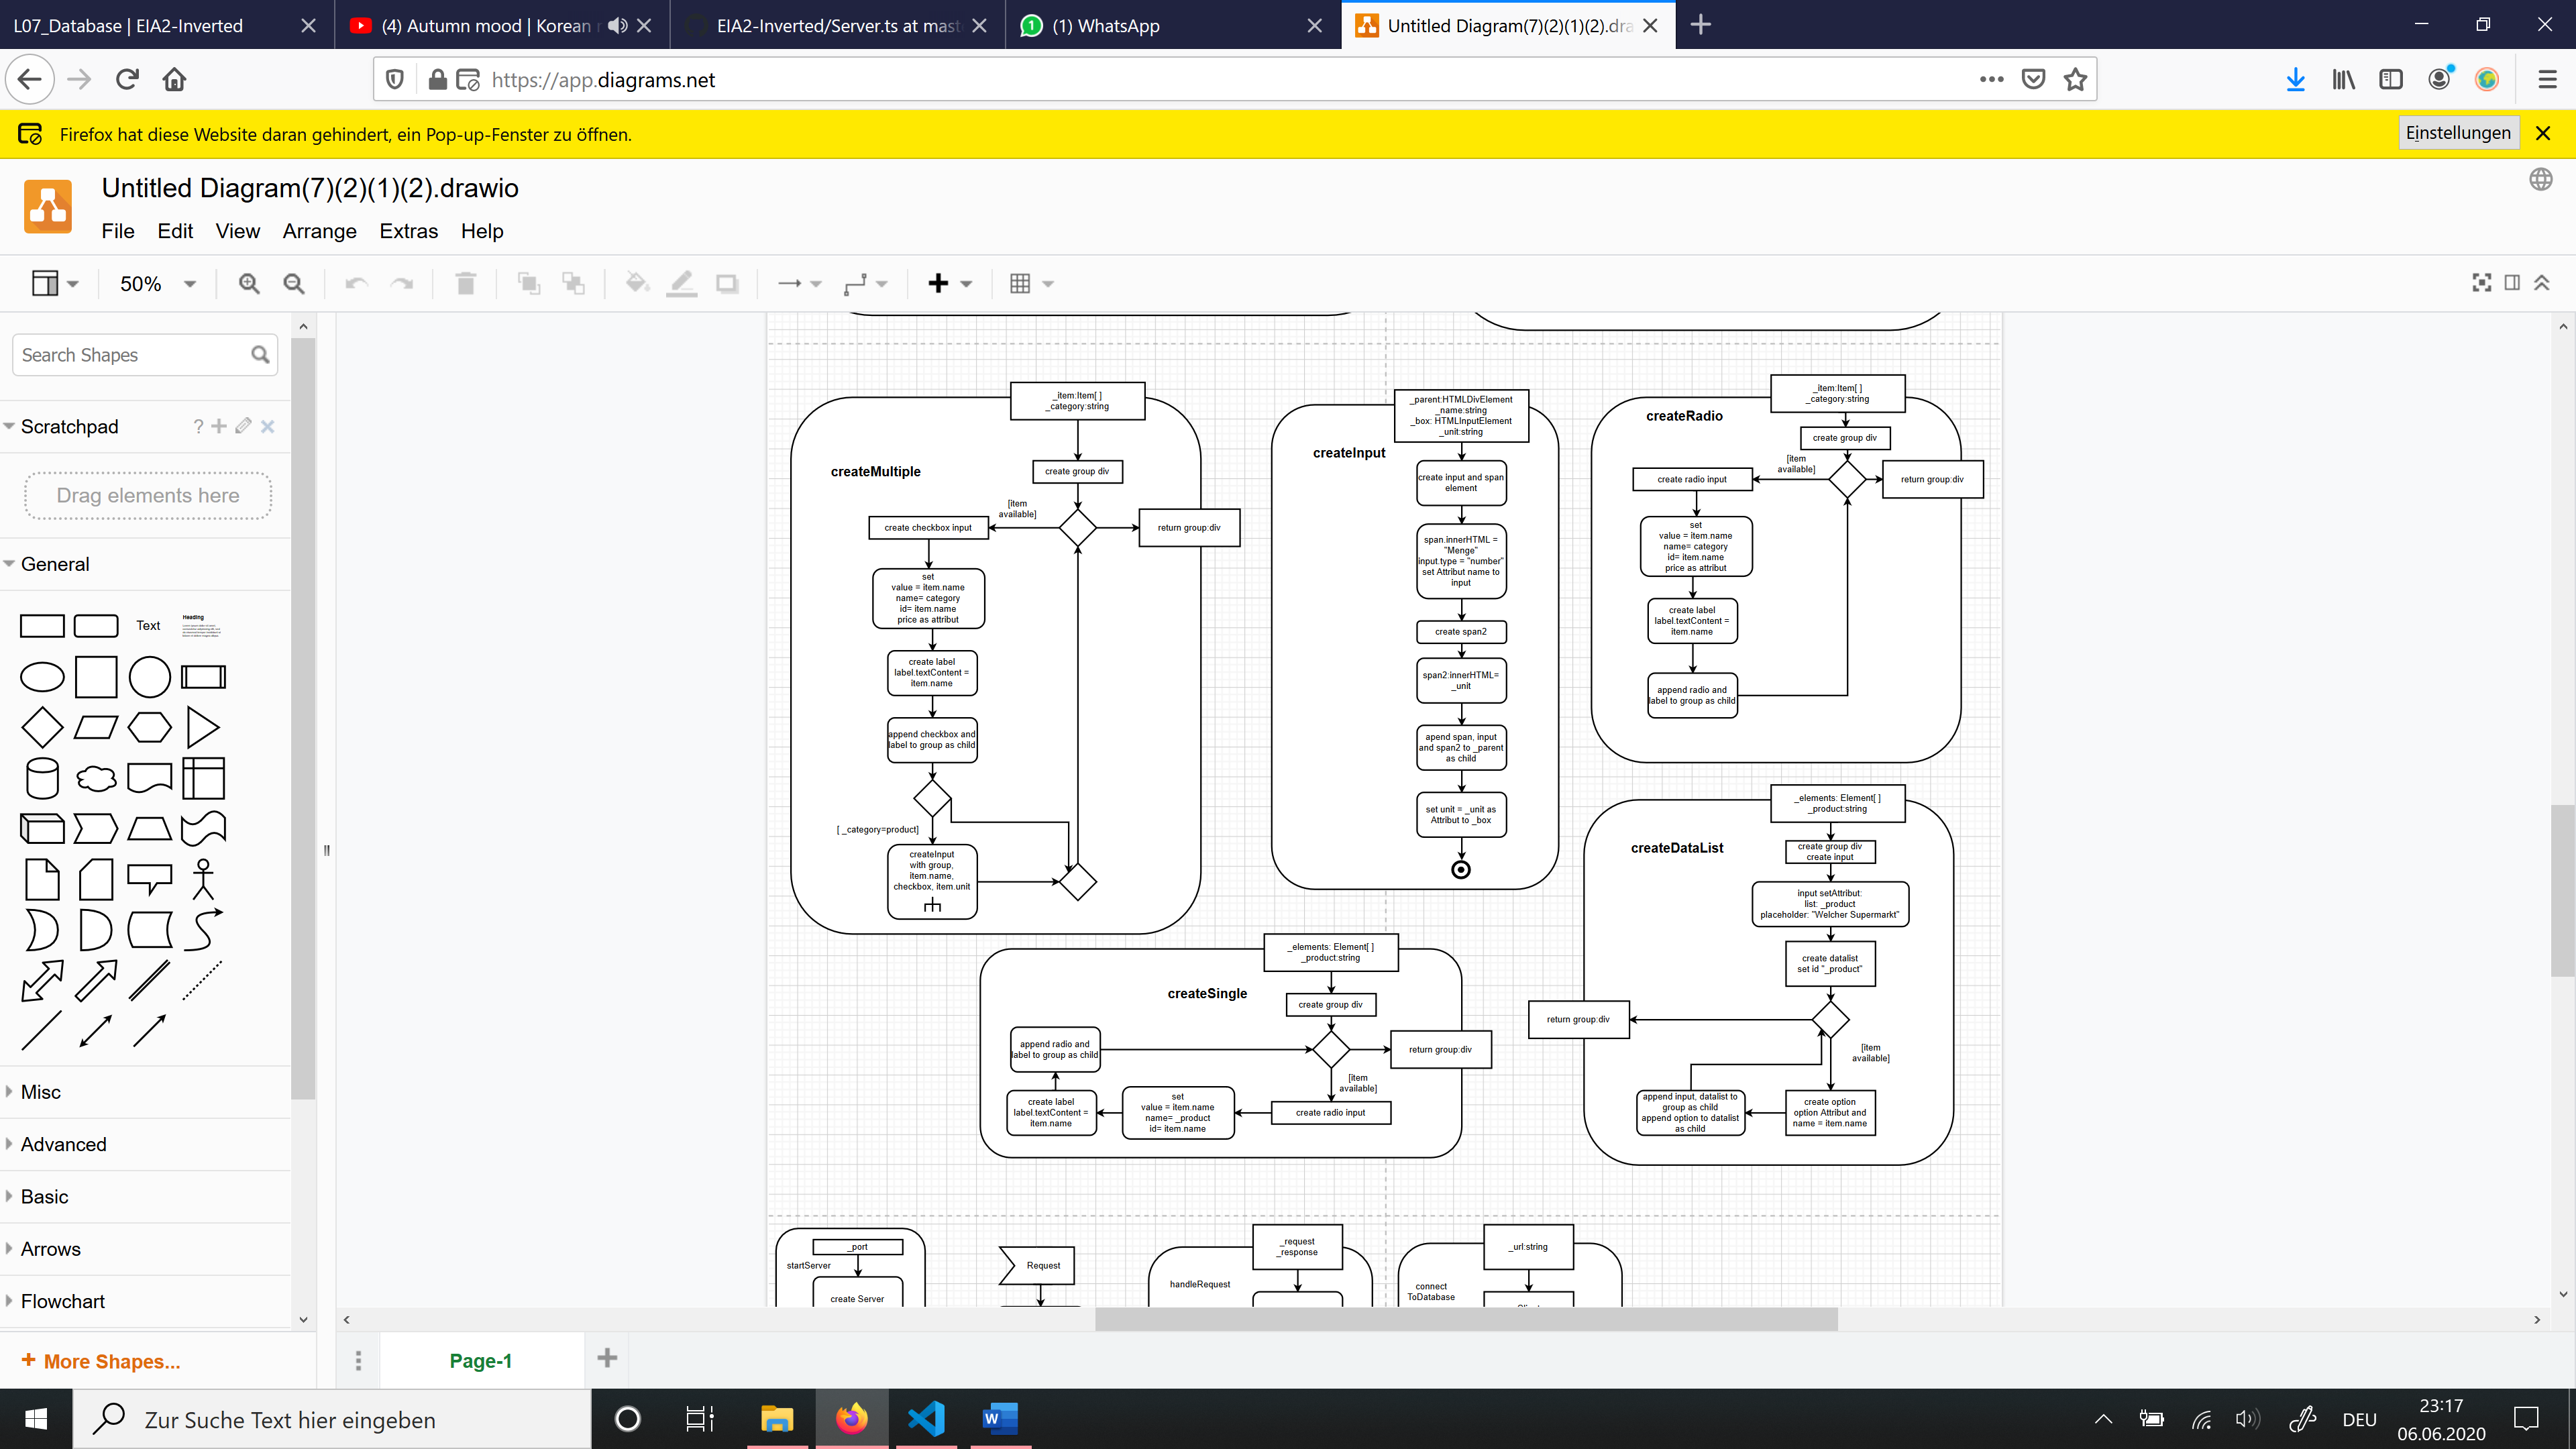 L07_Database | EIA2-Inverted
(4) Autumn mood | Korean
EIA2-Inverted/Server.ts at mast
(1) WhatsApp
Untitled Diagram(7)(2)(1)(2).dra
https://app.diagrams.net
Firefox hat diese Website daran gehindert, ein Pop-up-Fenster zu öffnen.
Einstellungen
Untitled Diagram(7)(2)(1)(2).drawio
File Edit View Arrange Extras Help
50%
Search Shapes
Scratchpad
?
Drag elements here
General
Text
Heading
Misc
Advanced
Basic
Arrows
Flowchart
+ More Shapes...
createMultiple
_item:Item[ ]
_category:string
create group div
[item
available]
create checkbox input
return group:div
set
value = item.name
name= category
id= item.name
price as attribut
create label
label.textContent =
item.name
append checkbox and
label to group as child
[ _category=product]
createInput
with group,
item.name,
checkbox, item.unit
createInput
_parent:HTMLDivElement
_name:string
_box: HTMLInputElement
_unit:string
create input and span
element
span.innerHTML =
"Menge"
input.type = "number"
set Attribut name to
input
create span2
span2:innerHTML=
_unit
apend span, input
and span2 to _parent
as child
set unit = _unit as
Attribut to _box
createRadio
_item:Item[ ]
_category:string
create group div
[item
available]
create radio input
return group:div
set
value = item.name
name= category
id= item.name
price as attribut
create label
label.textContent =
item.name
append radio and
label to group as child
createDataList
_elements: Element[ ]
_product:string
create group div
create input
input setAttribut:
list: _product
placeholder: "Welcher Supermarkt"
create datalist
set id "_product"
return group:div
[item
available]
append input, datalist to
group as child
append option to datalist
as child
create option
option Attribut and
name = item.name
createSingle
_elements: Element[ ]
_product:string
create group div
append radio and
label to group as child
return group:div
[item
available]
create label
label.textContent =
item.name
set
value = item.name
name= _product
id= item.name
create radio input
_port
startServer
create Server
Request
_request
_response
handleRequest
_url:string
connect
ToDatabase
Page-1
Zur Suche Text hier eingeben
DEU
23:17
06.06.2020